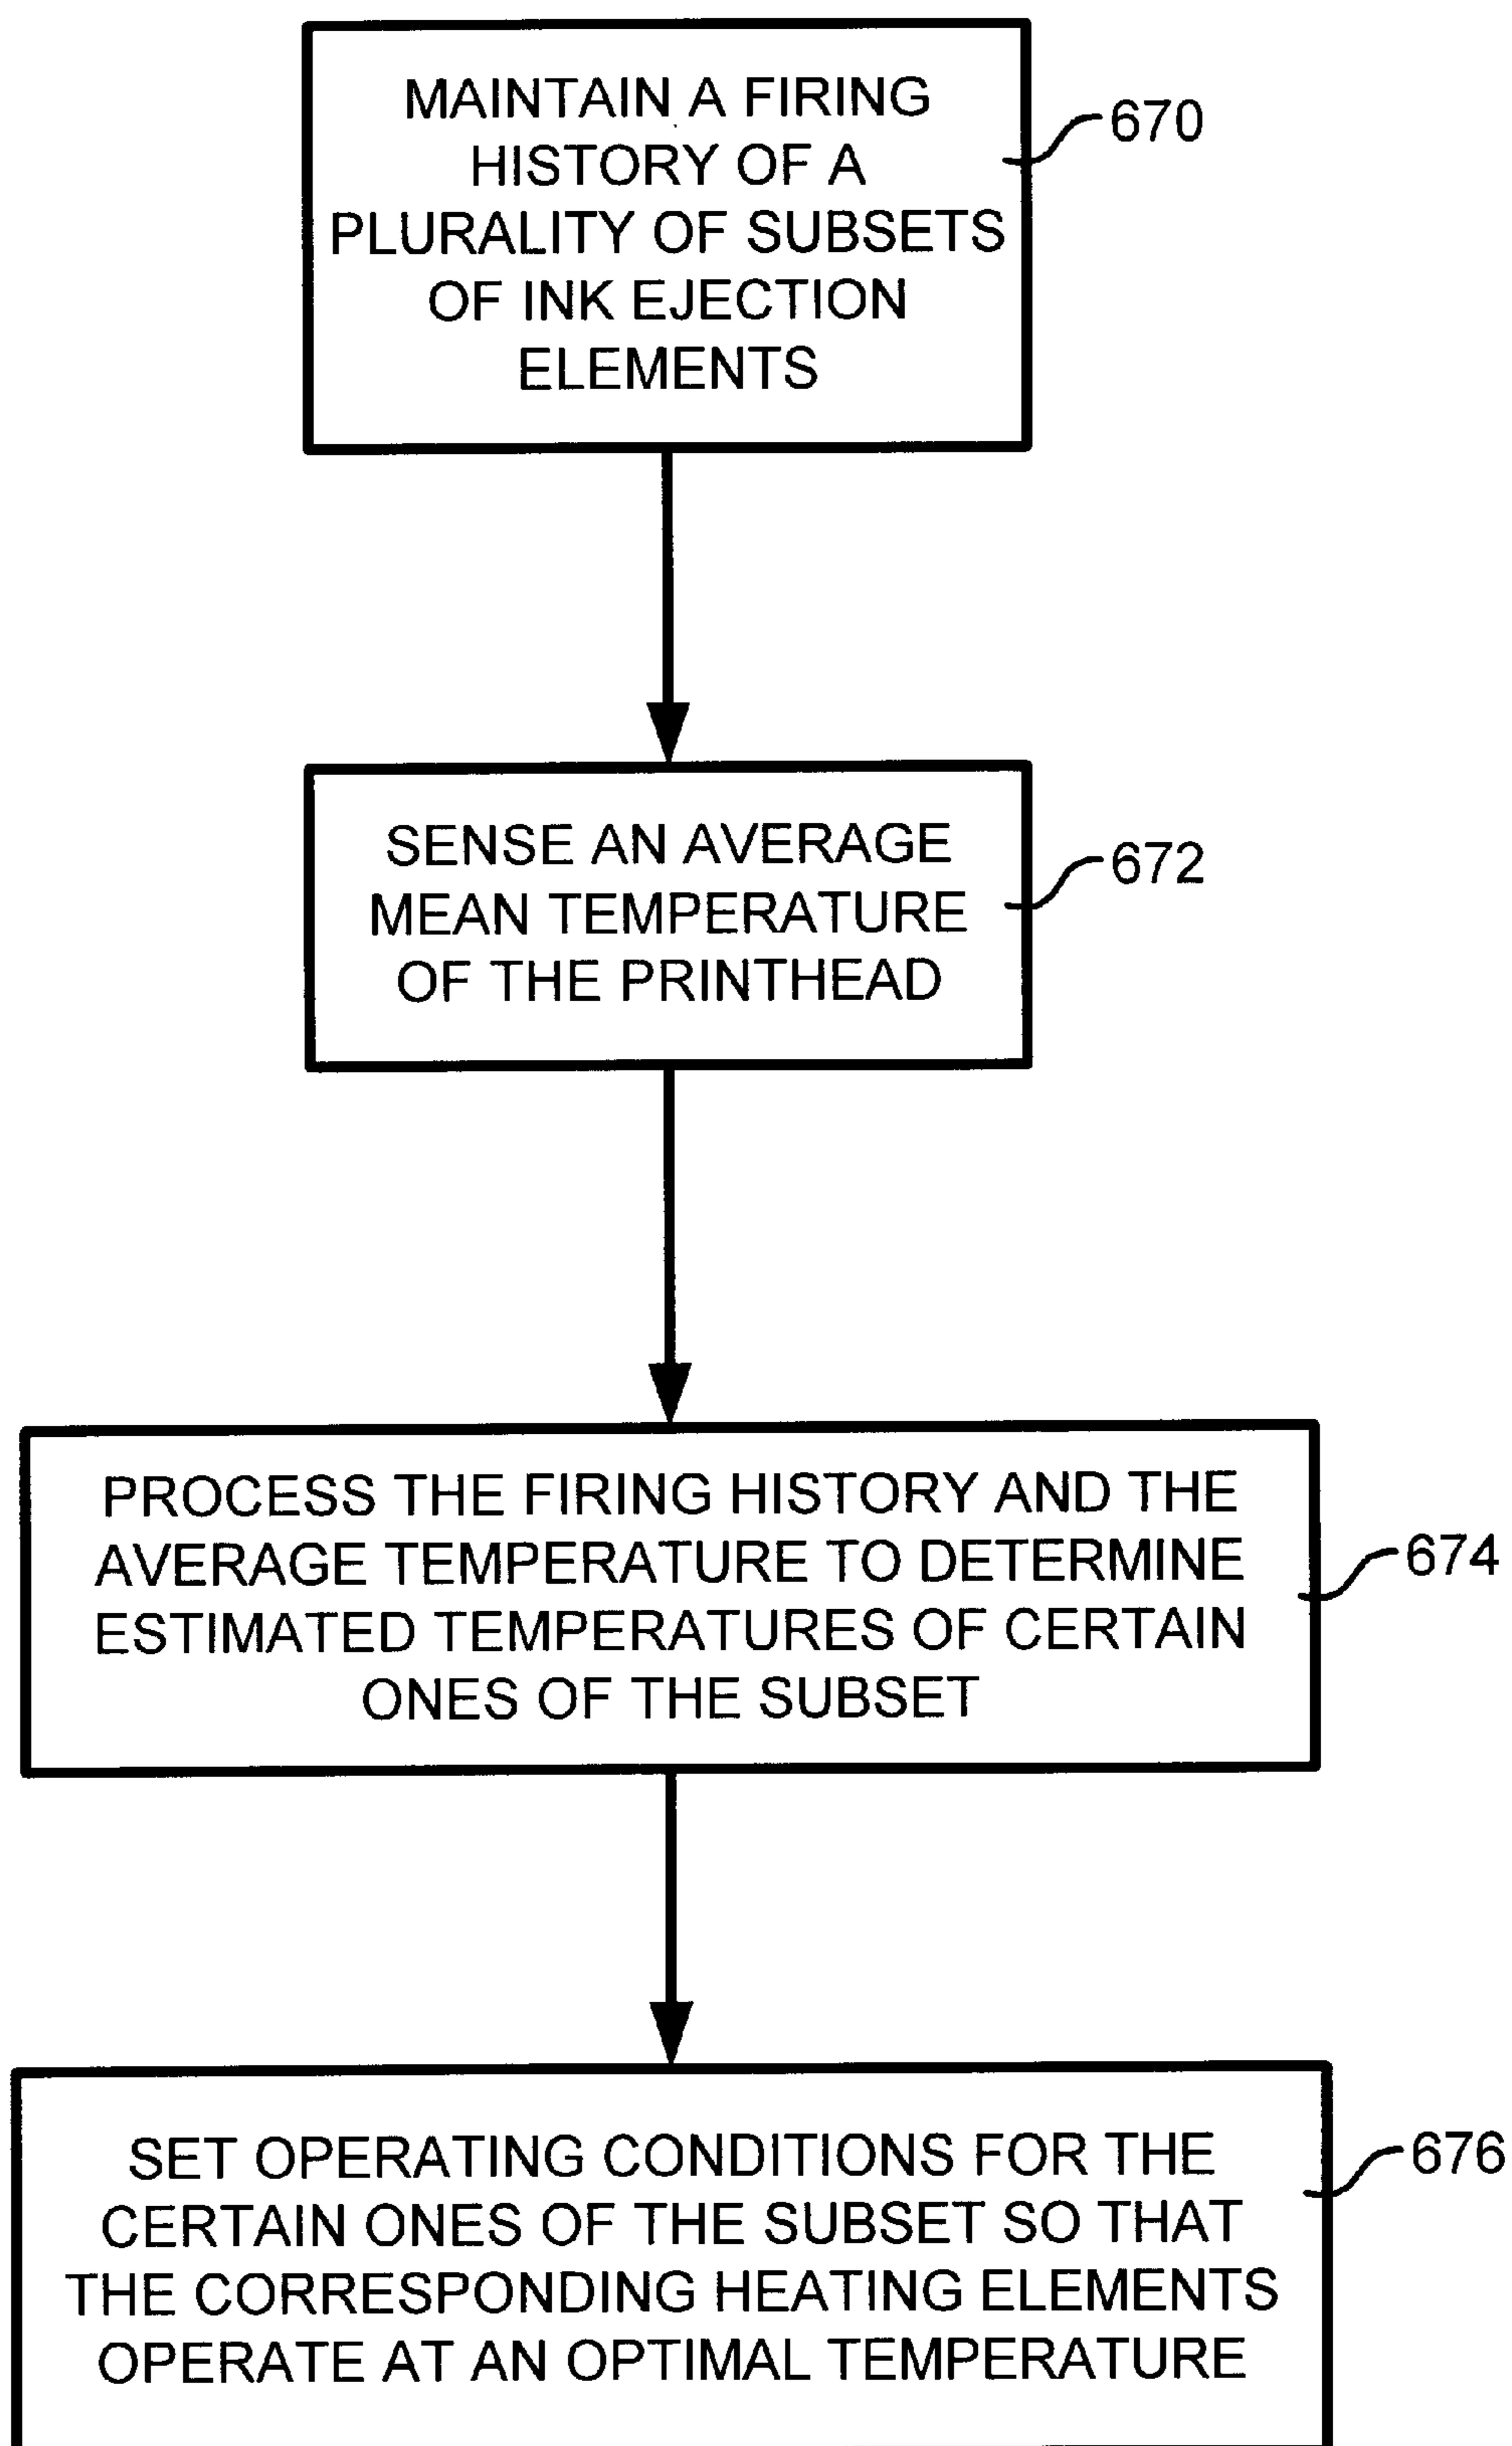 MAINTAIN A FIRING
HISTORY OF A
PLURALITY OF SUBSETS
OF INK EJECTION
ELEMENTS
670
SENSE AN AVERAGE
MEAN TEMPERATURE
OF THE PRINTHEAD
672
PROCESS THE FIRING HISTORY AND THE
AVERAGE TEMPERATURE TO DETERMINE
ESTIMATED TEMPERATURES OF CERTAIN
ONES OF THE SUBSET
674
SET OPERATING CONDITIONS FOR THE
CERTAIN ONES OF THE SUBSET SO THAT
THE CORRESPONDING HEATING ELEMENTS
OPERATE AT AN OPTIMAL TEMPERATURE
676